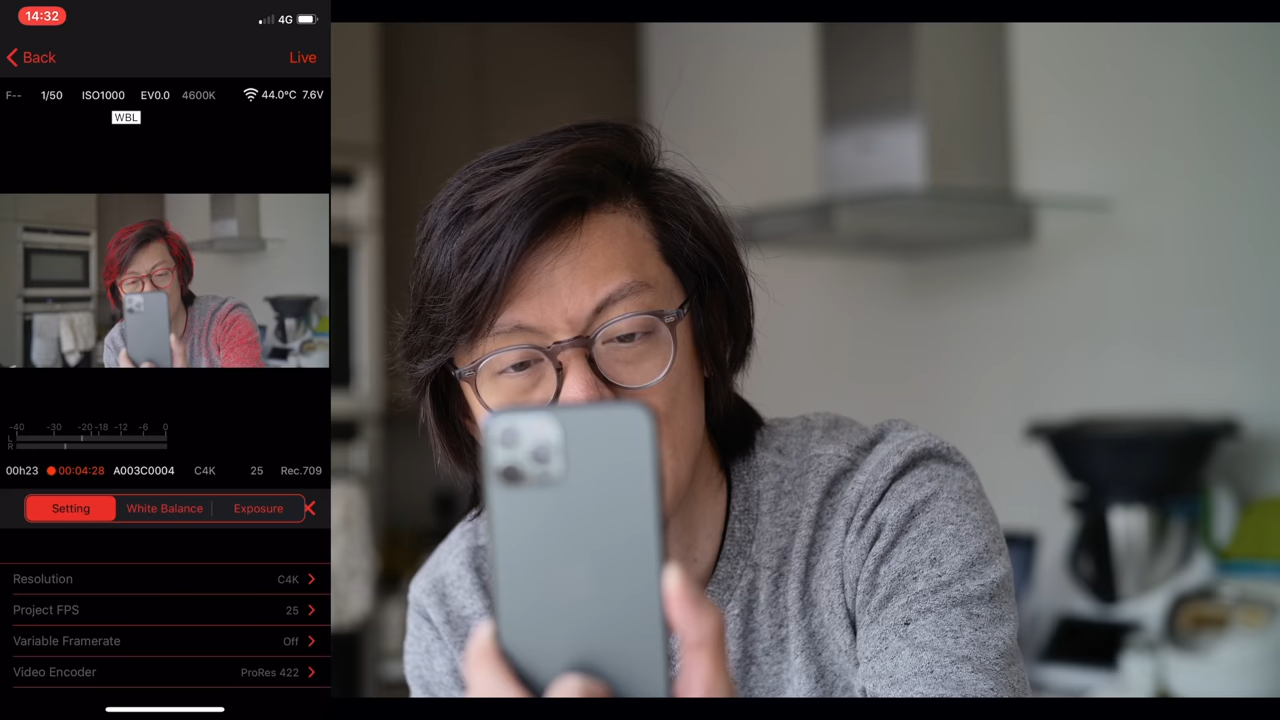 14:32 4G
Back Live
F-- 1/50 ISO1000 EV0.0 4600K 44.0°C 7.6V
WBL
-40 -30 -20 -18 -12 -6 0
L
R
00h23 00:04:28 A003C0004 C4K 25 Rec.709
Setting White Balance Exposure
Resolution C4K
Project FPS 25
Variable Framerate Off
Video Encoder ProRes 422